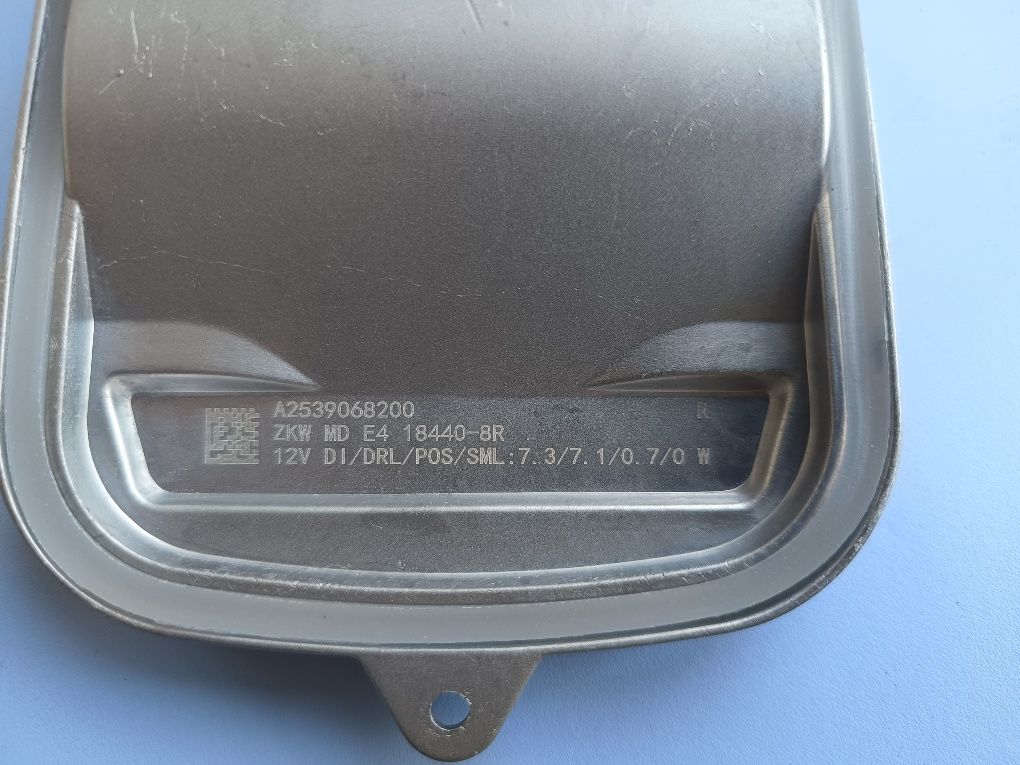 A2539068200 R
ZKW MD E4 18440-8R
12V DI/DRL/POS/SML:7.3/7.1/0.7/0 W